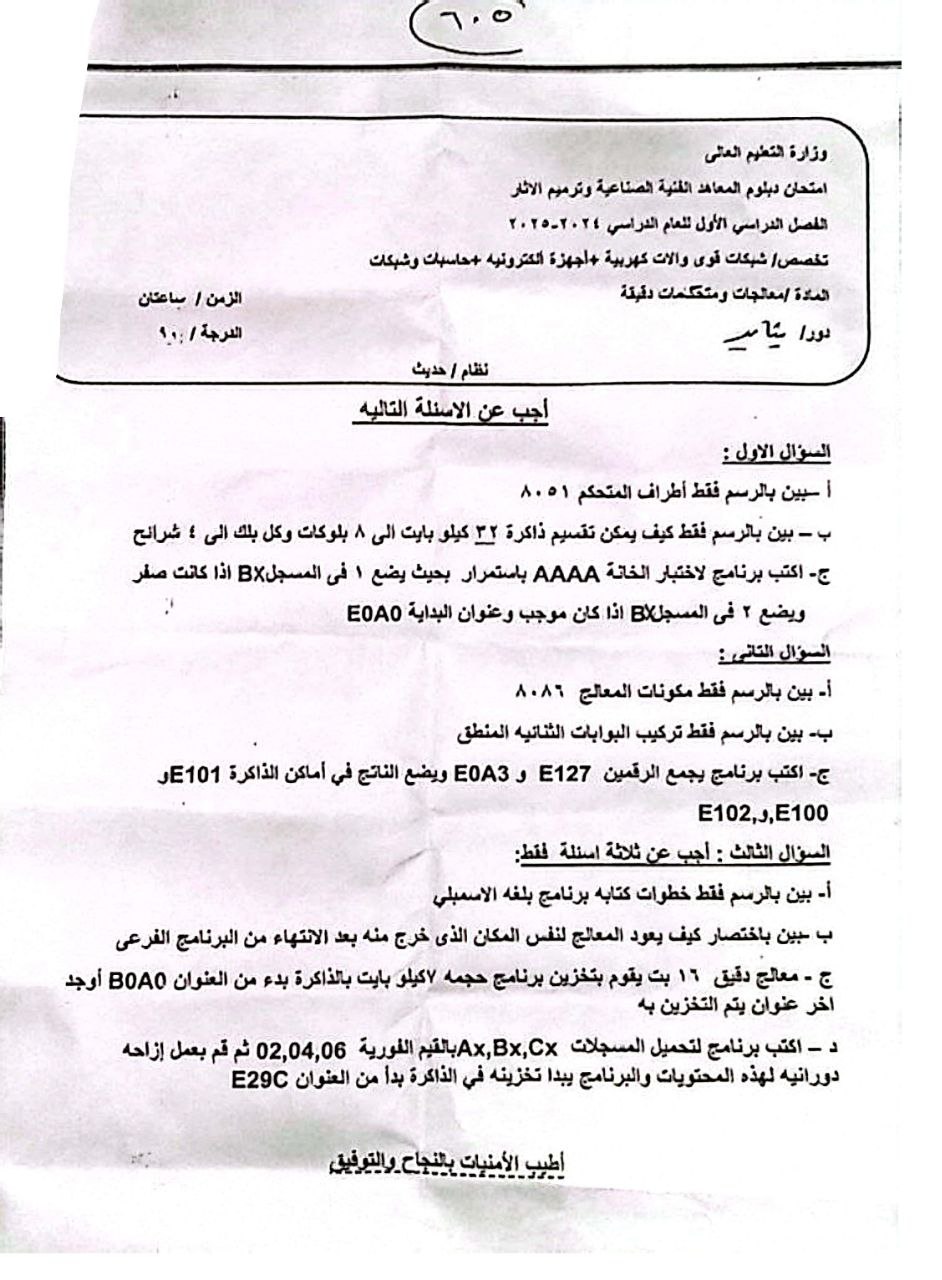 ٦٠٥
وزارة التعليم العالى
امتحان دبلوم المعاهد الفنية الصناعية وترميم الاثار
الفصل الدراسي الأول للعام الدراسي ٢٠٢٤-٢٠٢٥
تخصص/ شبكات قوى والات كهربية +أجهزة ألكترونيه +حاسبات وشبكات
المادة /معالجات ومتحكمات دقيقة
الزمن / ساعتان
دور/
الدرجة / ٩٠
نظام / حديث
أجب عن الاسئلة التاليه
السؤال الاول :
أ –بين بالرسم فقط أطراف المتحكم ٨٠٥١
ب – بين بالرسم فقط كيف يمكن تقسيم ذاكرة ٣٢ كيلو بايت الى ٨ بلوكات وكل بلك الى ٤ شرائح
ج- اكتب برنامج لاختبار الخانة AAAA باستمرار بحيث يضع ١ فى المسجلBX اذا كانت صفر
ويضع ٢ فى المسجلBX اذا كان موجب وعنوان البداية E0A0
السؤال الثانى :
أ- بين بالرسم فقط مكونات المعالج ٨٠٨٦
ب- بين بالرسم فقط تركيب البوابات الثنائيه المنطق
ج- اكتب برنامج يجمع الرقمين E127 و E0A3 ويضع الناتج في أماكن الذاكرة E101و
E100,و,E102
السؤال الثالث : أجب عن ثلاثة اسئلة فقط:
أ- بين بالرسم فقط خطوات كتابه برنامج بلغه الاسمبلي
ب -بين باختصار كيف يعود المعالج لنفس المكان الذى خرج منه بعد الانتهاء من البرنامج الفرعى
ج - معالج دقيق ١٦ بت يقوم بتخزين برنامج حجمه ٧كيلو بايت بالذاكرة بدء من العنوان B0A0 أوجد
اخر عنوان يتم التخزين به
د – اكتب برنامج لتحميل المسجلات Ax,Bx,Cxبالقيم الفورية 02,04,06 ثم قم بعمل إزاحه
دورانيه لهذه المحتويات والبرنامج يبدا تخزينه في الذاكرة بدأ من العنوان E29C
أطيب الأمنيات بالنجاح والتوفيق